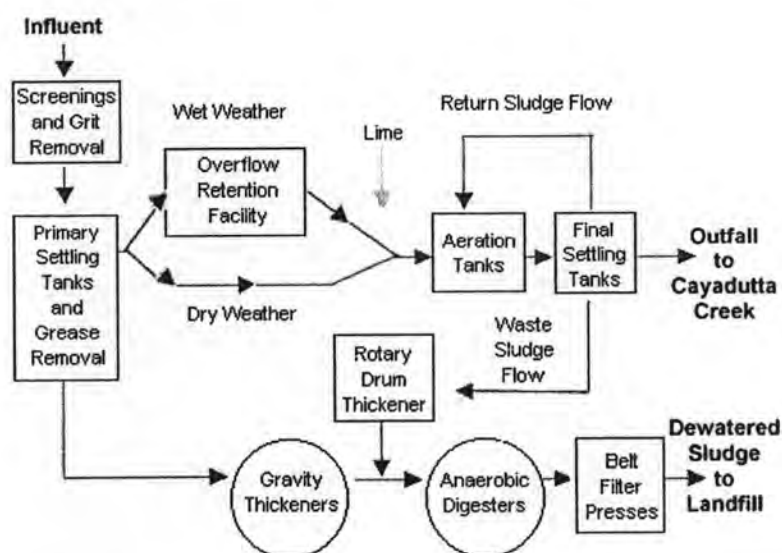 Influent
Screenings
and Grit
Removal
Wet Weather
Return Sludge Flow
Lime
Overflow
Retention
Facility
Primary
Settling
Tanks
and
Grease
Removal
Aeration
Tanks
Final
Settling
Tanks
Outfall
to
Cayadutta
Creek
Dry Weather
Waste
Sludge
Flow
Rotary
Drum
Thickener
Gravity
Thickeners
Anaerobic
Digesters
Belt
Filter
Presses
Dewatered
Sludge
to
Landfill